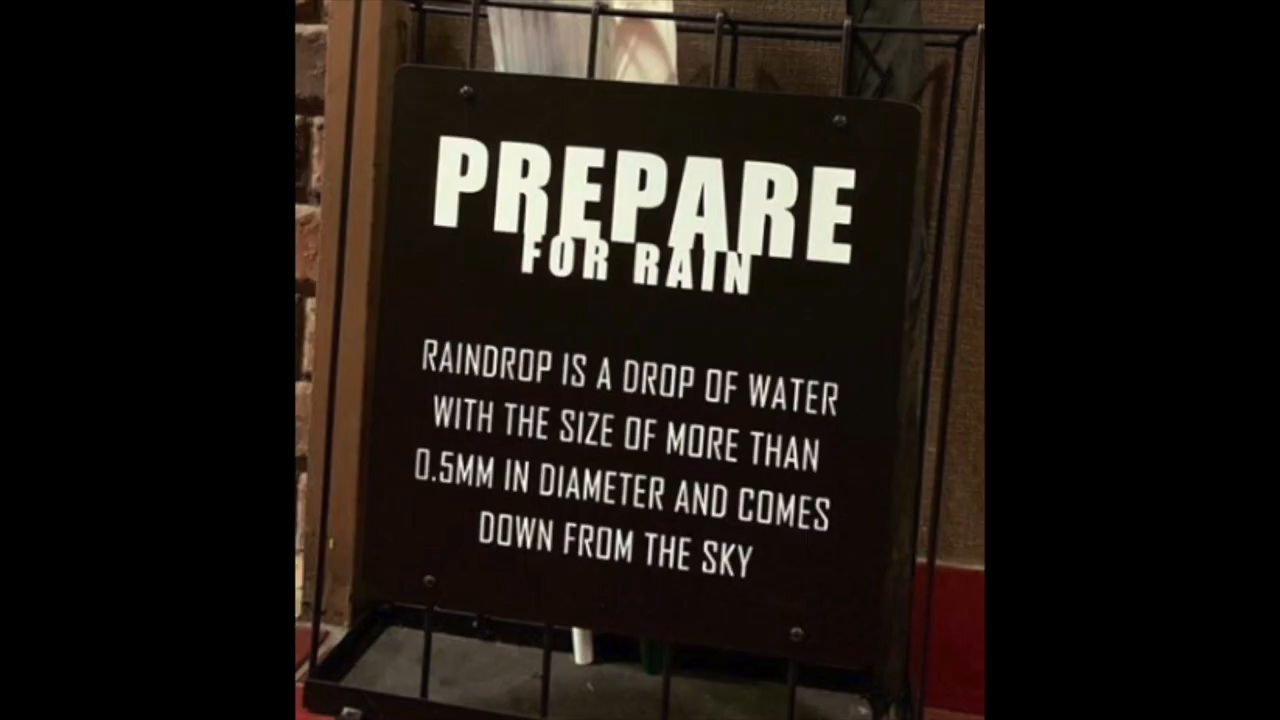 PREPARE
FOR RAIN
RAINDROP IS A DROP OF WATER
WITH THE SIZE OF MORE THAN
0.5MM IN DIAMETER AND COMES
DOWN FROM THE SKY